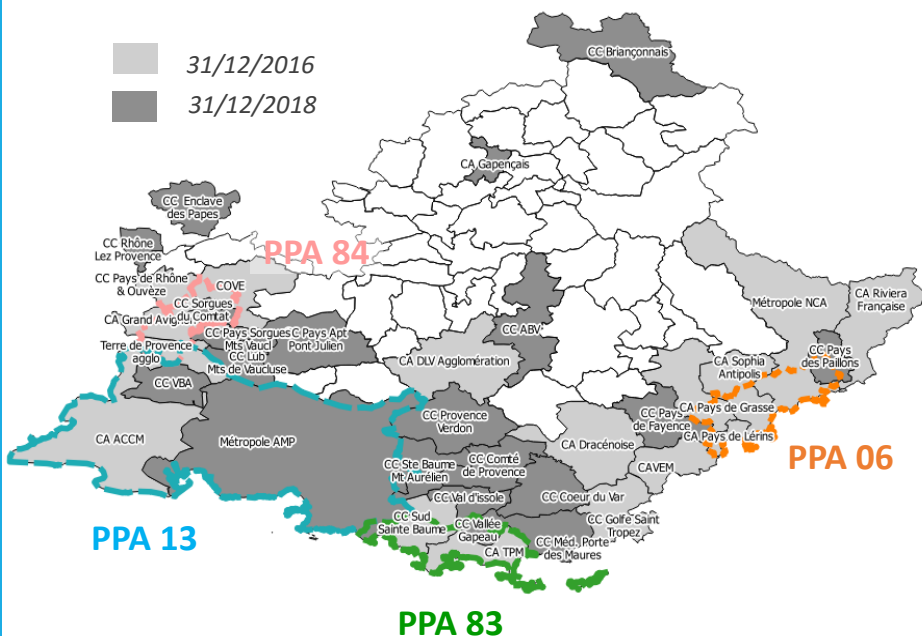 31/12/2016
31/12/2018
CC Briançonnais
CA Gapençais
CC Enclave
des Papes
CC Rhône
Lez Provence
PPA 84
CC Pays de Rhône
& Ouvèze
COVE
CC Sorgues
du Comtat
CA Grand Avig
CC Pays Sorgues
Mts Vaucl
C Pays Apt
Pont Julien
Terre de Provence
agglo
CC Lub
Mts de Vaucluse
CC VBA
CA DLV Agglomération
CC ABV
Métropole NCA
CA Riviera
Française
CA Sophia
Antipolis
CC Pays
des Paillons
CA Pays de Grasse
CC Pays
de Fayence
CA Pays de Lérins
PPA 06
CA ACCM
Métropole AMP
CC Provence
Verdon
CA Dracénoise
CAVEM
CC Ste Baume
Mt Aurélien
CC Comté
de Provence
CC Val d'issole
CC Coeur du Var
CC Sud
Sainte Baume
CC Vallée
Gapeau
CC Golfe Saint
Tropez
CA TPM
CC Méd. Porte
des Maures
PPA 13
PPA 83